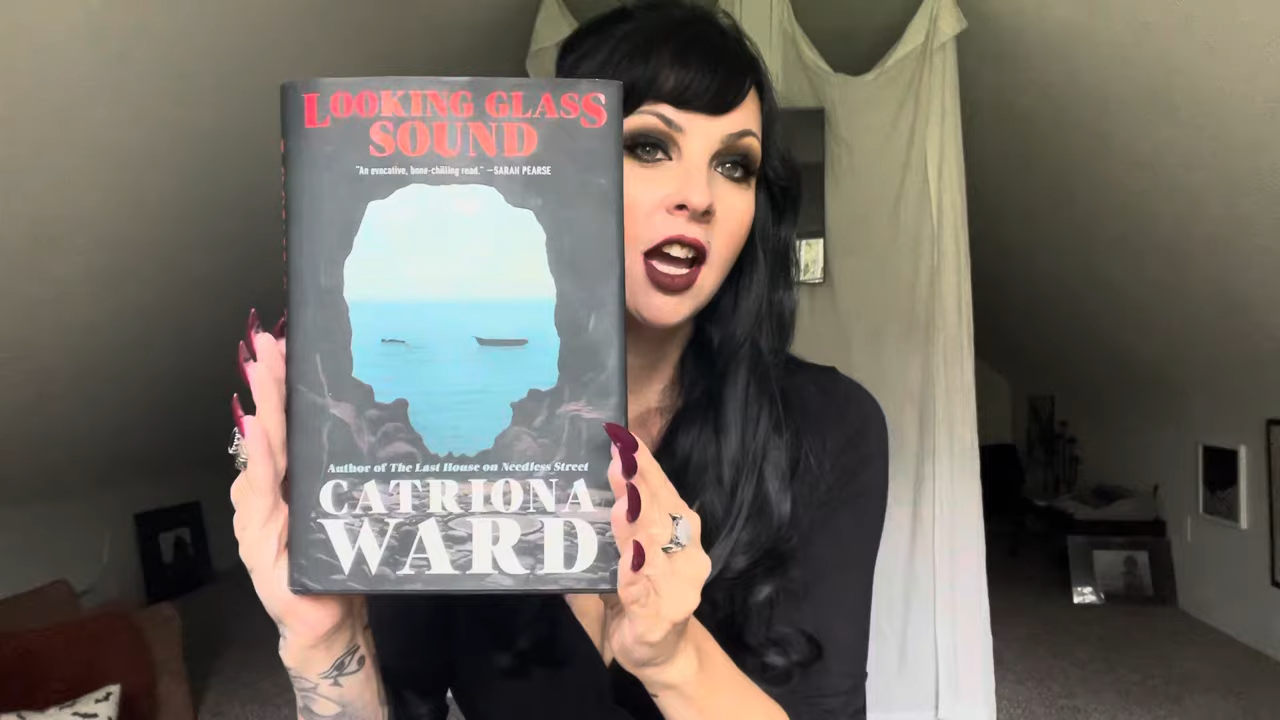 LOOKING GLASS
SOUND
"An evocative, bone-chilling read." —SARAH PEARSE
Author of The Last House on Needless Street
CATRIONA
WARD